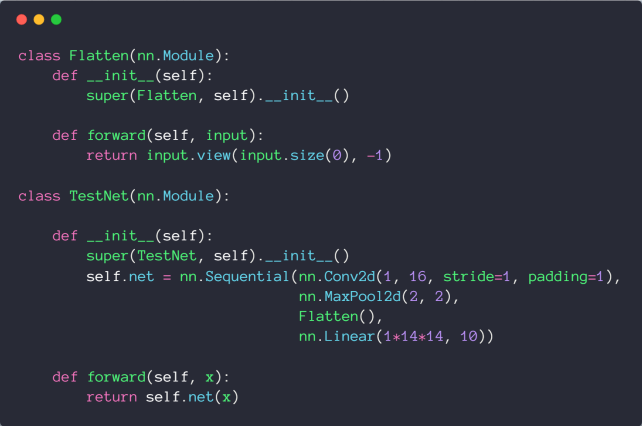 class Flatten(nn.Module):
    def __init__(self):
        super(Flatten, self).__init__()
    def forward(self, input):
        return input.view(input.size(0), -1)
class TestNet(nn.Module):
    def __init__(self):
        super(TestNet, self).__init__()
        self.net = nn.Sequential(nn.Conv2d(1, 16, stride=1, padding=1),
                                 nn.MaxPool2d(2, 2),
                                 Flatten(),
                                 nn.Linear(1*14*14, 10))
    def forward(self, x):
        return self.net(x)